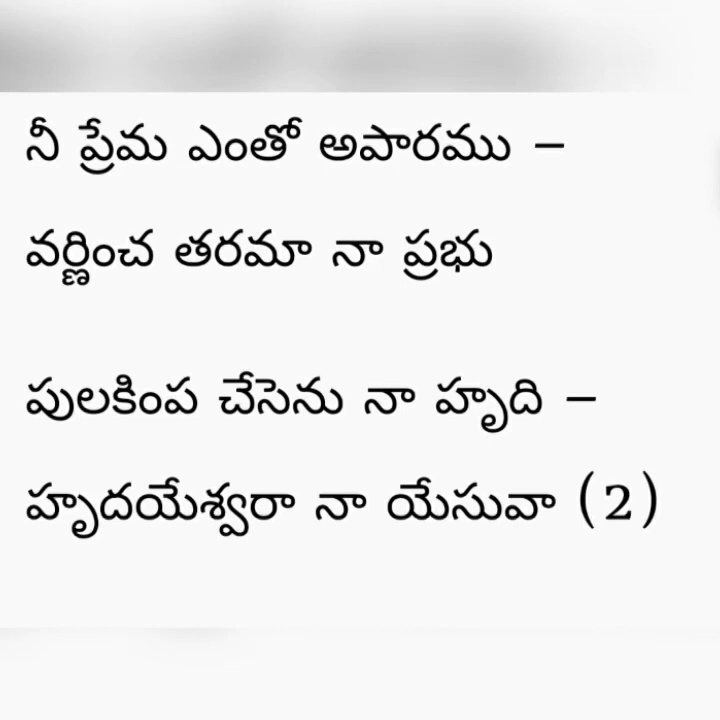 నీ ప్రేమ ఎంతో అపారము –
వర్ణించ తరమా నా ప్రభు
పులకింప చేసెను నా హృది –
హృదయేశ్వరా నా యేసువా (2)